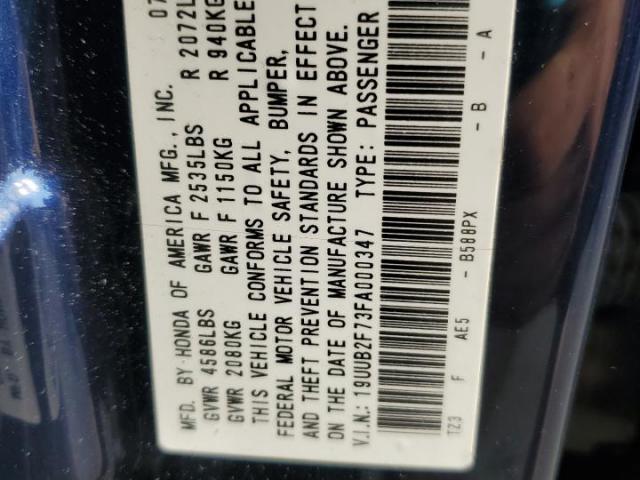 MFD. BY HONDA OF AMERICA MFG., INC. 07
GVWR 4586LBS GAWR F 2535LBS R 2072L
GVWR 2080KG GAWR F 1150KG R 940KG
THIS VEHICLE CONFORMS TO ALL APPLICABLE
FEDERAL MOTOR VEHICLE SAFETY, BUMPER,
AND THEFT PREVENTION STANDARDS IN EFFECT
ON THE DATE OF MANUFACTURE SHOWN ABOVE.
V.I.N.: 19UUB2F73FA000347 TYPE: PASSENGER
TZ3 F AE5 - B588PX - B - A